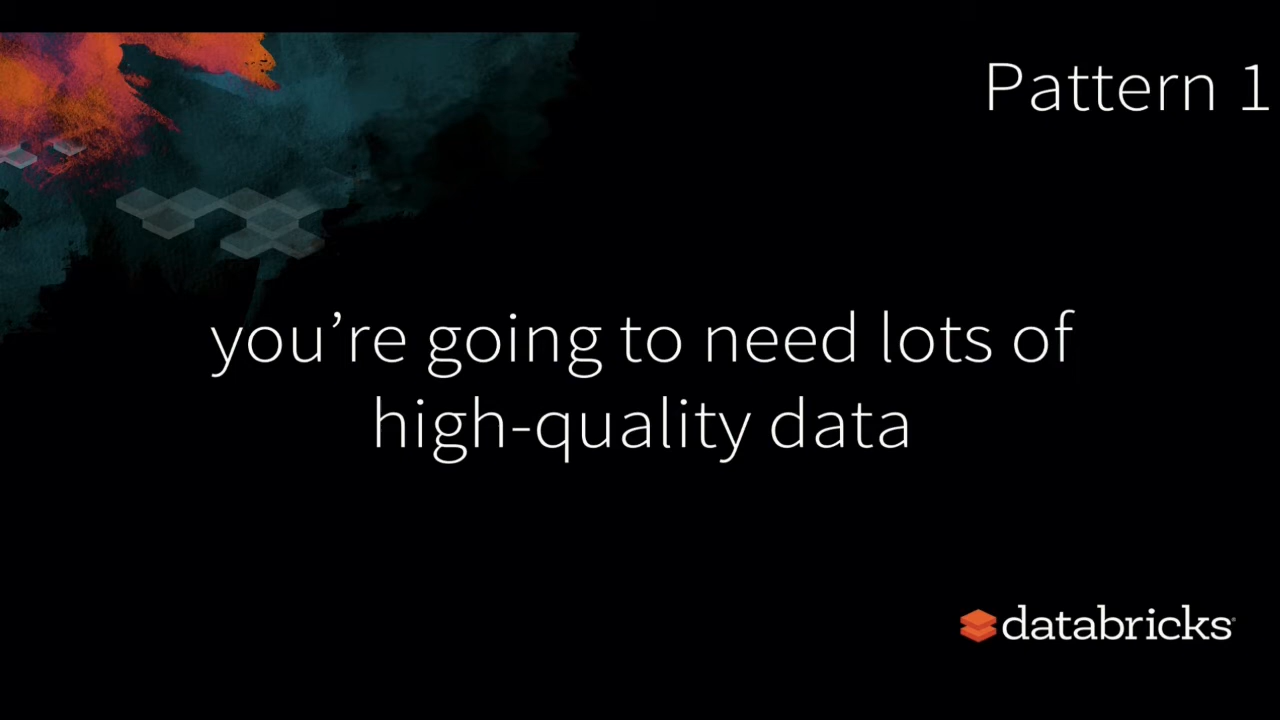 Pattern 1
you're going to need lots of
high-quality data
databricks